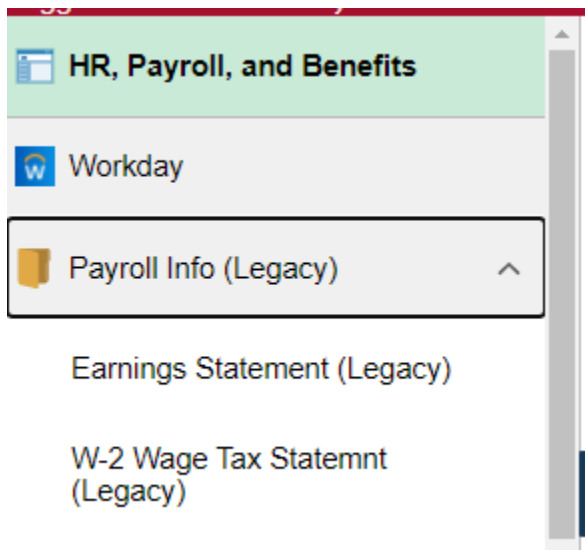 HR, Payroll, and Benefits
Workday
Payroll Info (Legacy)
Earnings Statement (Legacy)
W-2 Wage Tax Statemnt
(Legacy)